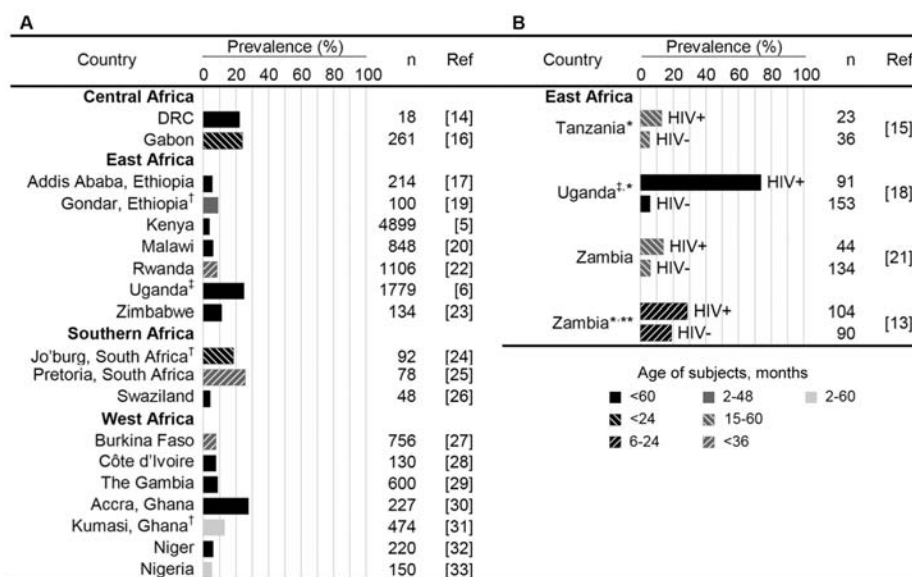 A
Country Prevalence (%) n Ref
0 20 40 60 80 100
Central Africa
DRC 18 [14]
Gabon 261 [16]
East Africa
Addis Ababa, Ethiopia 214 [17]
Gondar, Ethiopia† 100 [19]
Kenya 4899 [5]
Malawi 848 [20]
Rwanda 1106 [22]
Uganda‡ 1779 [6]
Zimbabwe 134 [23]
Southern Africa
Jo'burg, South Africa† 92 [24]
Pretoria, South Africa 78 [25]
Swaziland 48 [26]
West Africa
Burkina Faso 756 [27]
Côte d'Ivoire 130 [28]
The Gambia 600 [29]
Accra, Ghana 227 [30]
Kumasi, Ghana† 474 [31]
Niger 220 [32]
Nigeria 150 [33]
B
Country Prevalence (%) n Ref
0 20 40 60 80 100
East Africa
Tanzania* HIV+ 23 [15]
HIV- 36
Uganda‡,* HIV+ 91 [18]
HIV- 153
Zambia HIV+ 44 [21]
HIV- 134
Zambia*,** HIV+ 104 [13]
HIV- 90
Age of subjects, months
<60 2-48 2-60
<24 15-60
6-24 <36